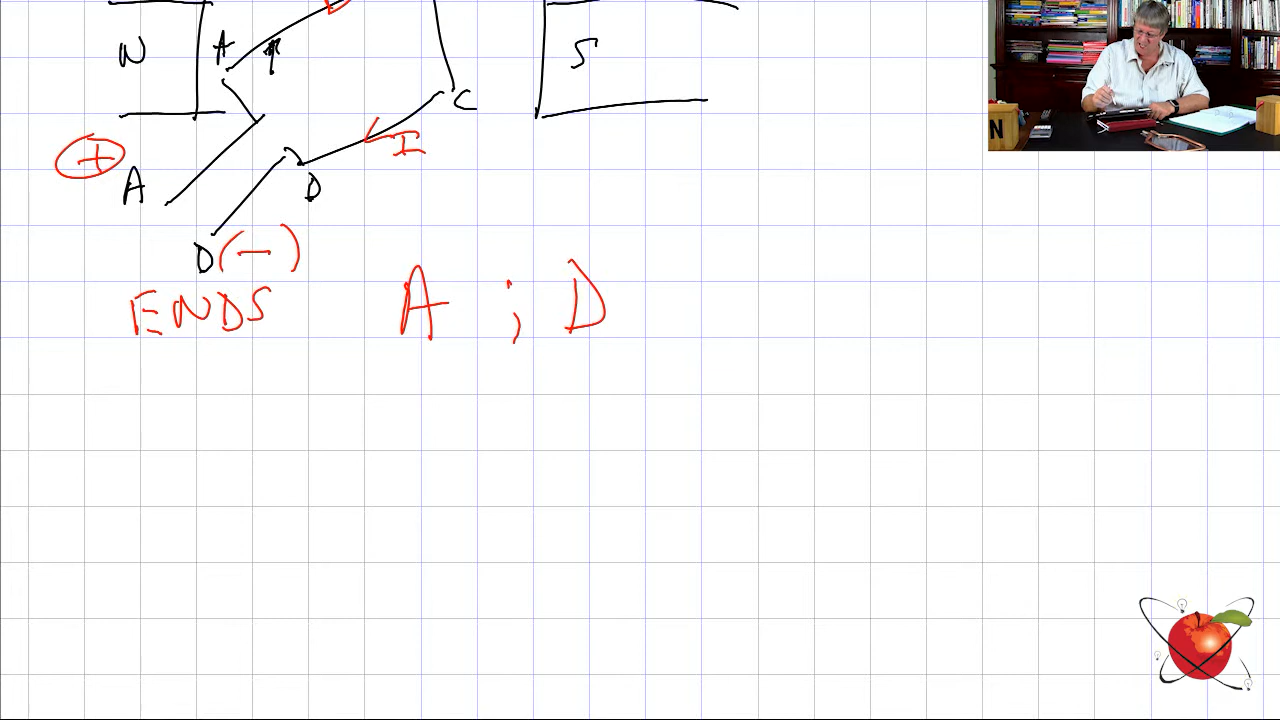 N A S
C
+ I
A D
D (-)
ENDS A ; D
N